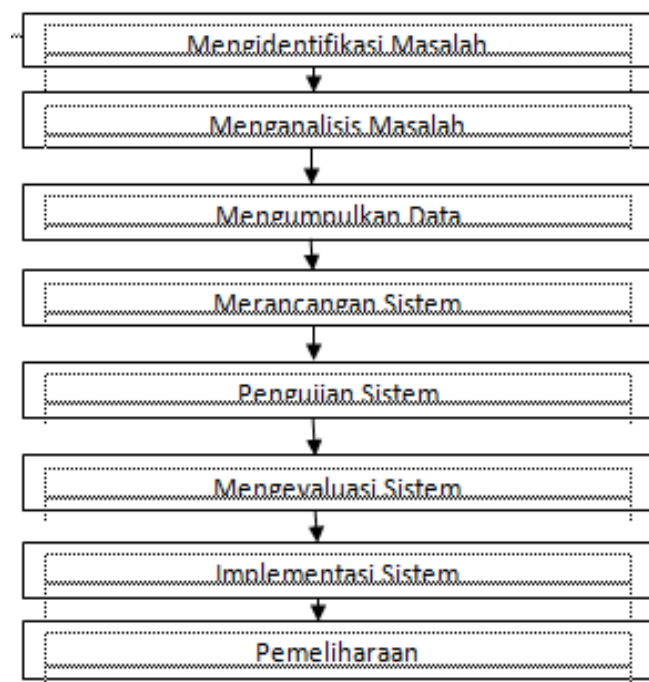 Mengidentifikasi Masalah
Menganalisis Masalah
Mengumpulkan Data
Merancangan Sistem
Pengujian Sistem
Mengevaluasi Sistem
Implementasi Sistem
Pemeliharaan